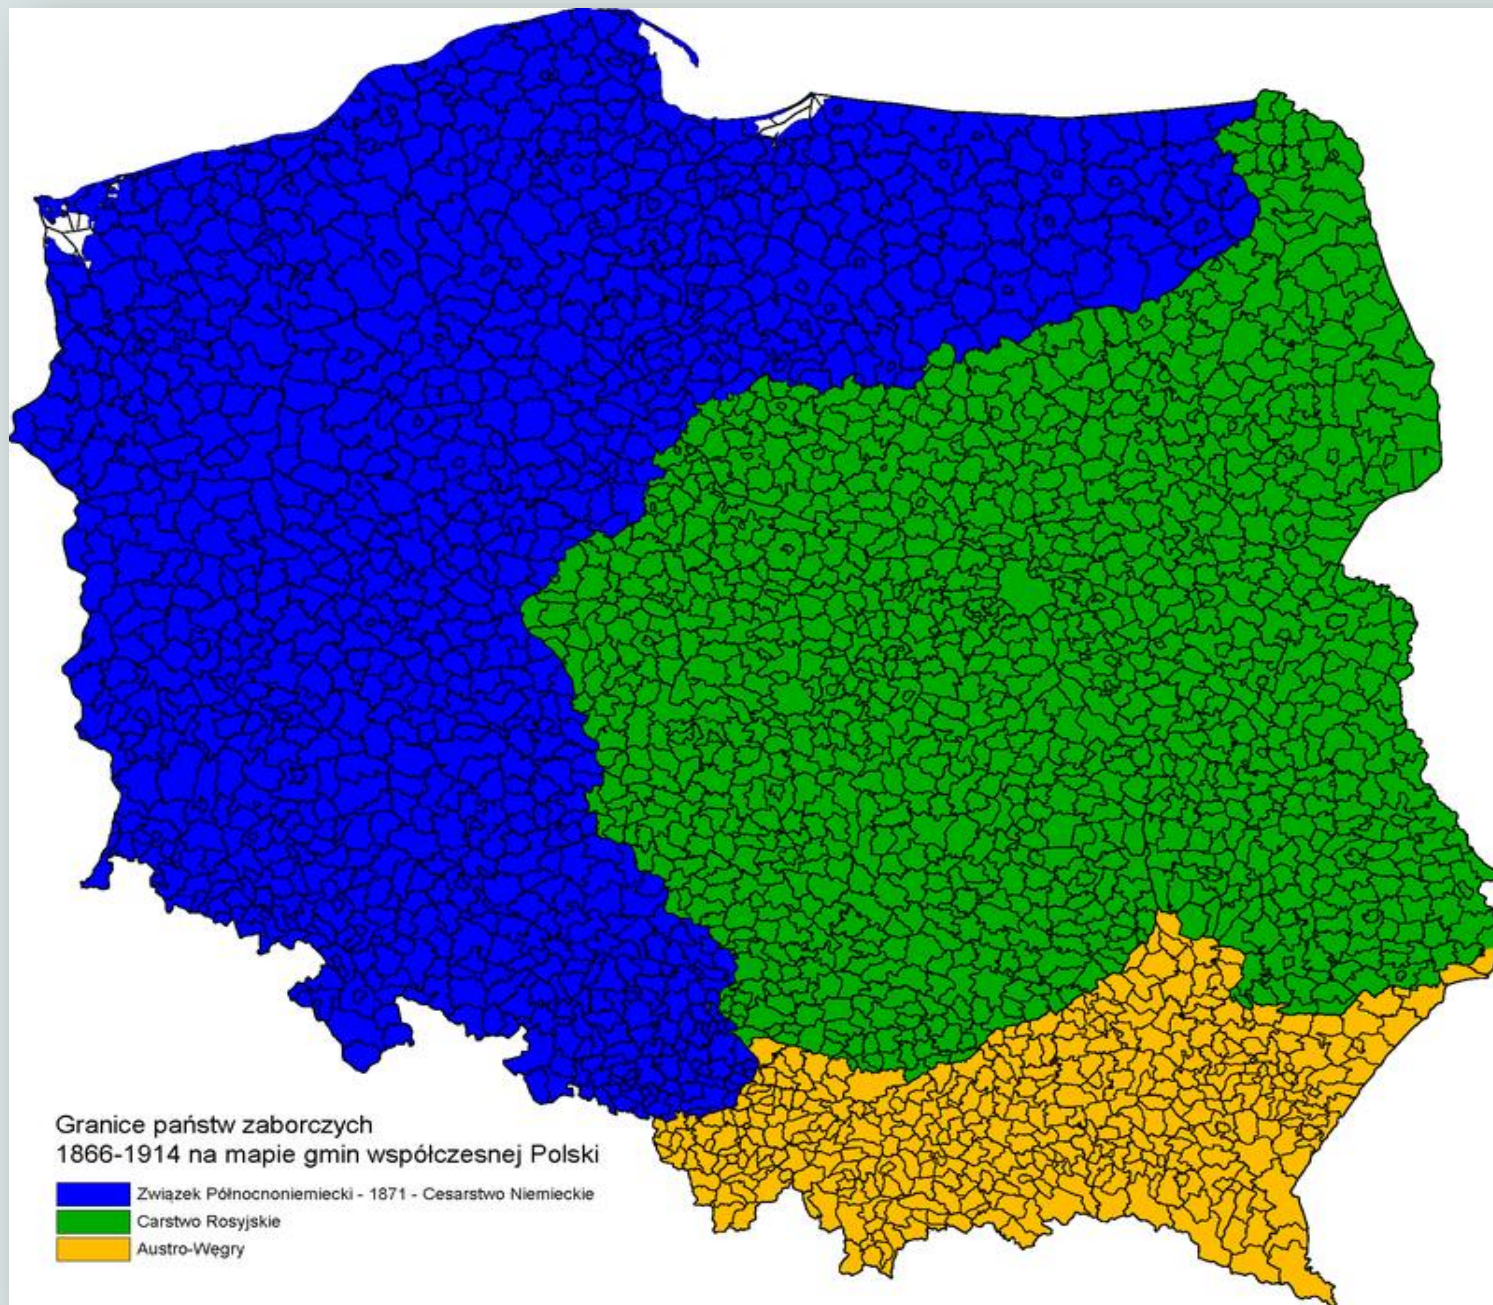 Granice państw zaborczych
1866-1914 na mapie gmin współczesnej Polski
Związek Północnoniemiecki - 1871 - Cesarstwo Niemieckie
Carstwo Rosyjskie
Austro-Węgry